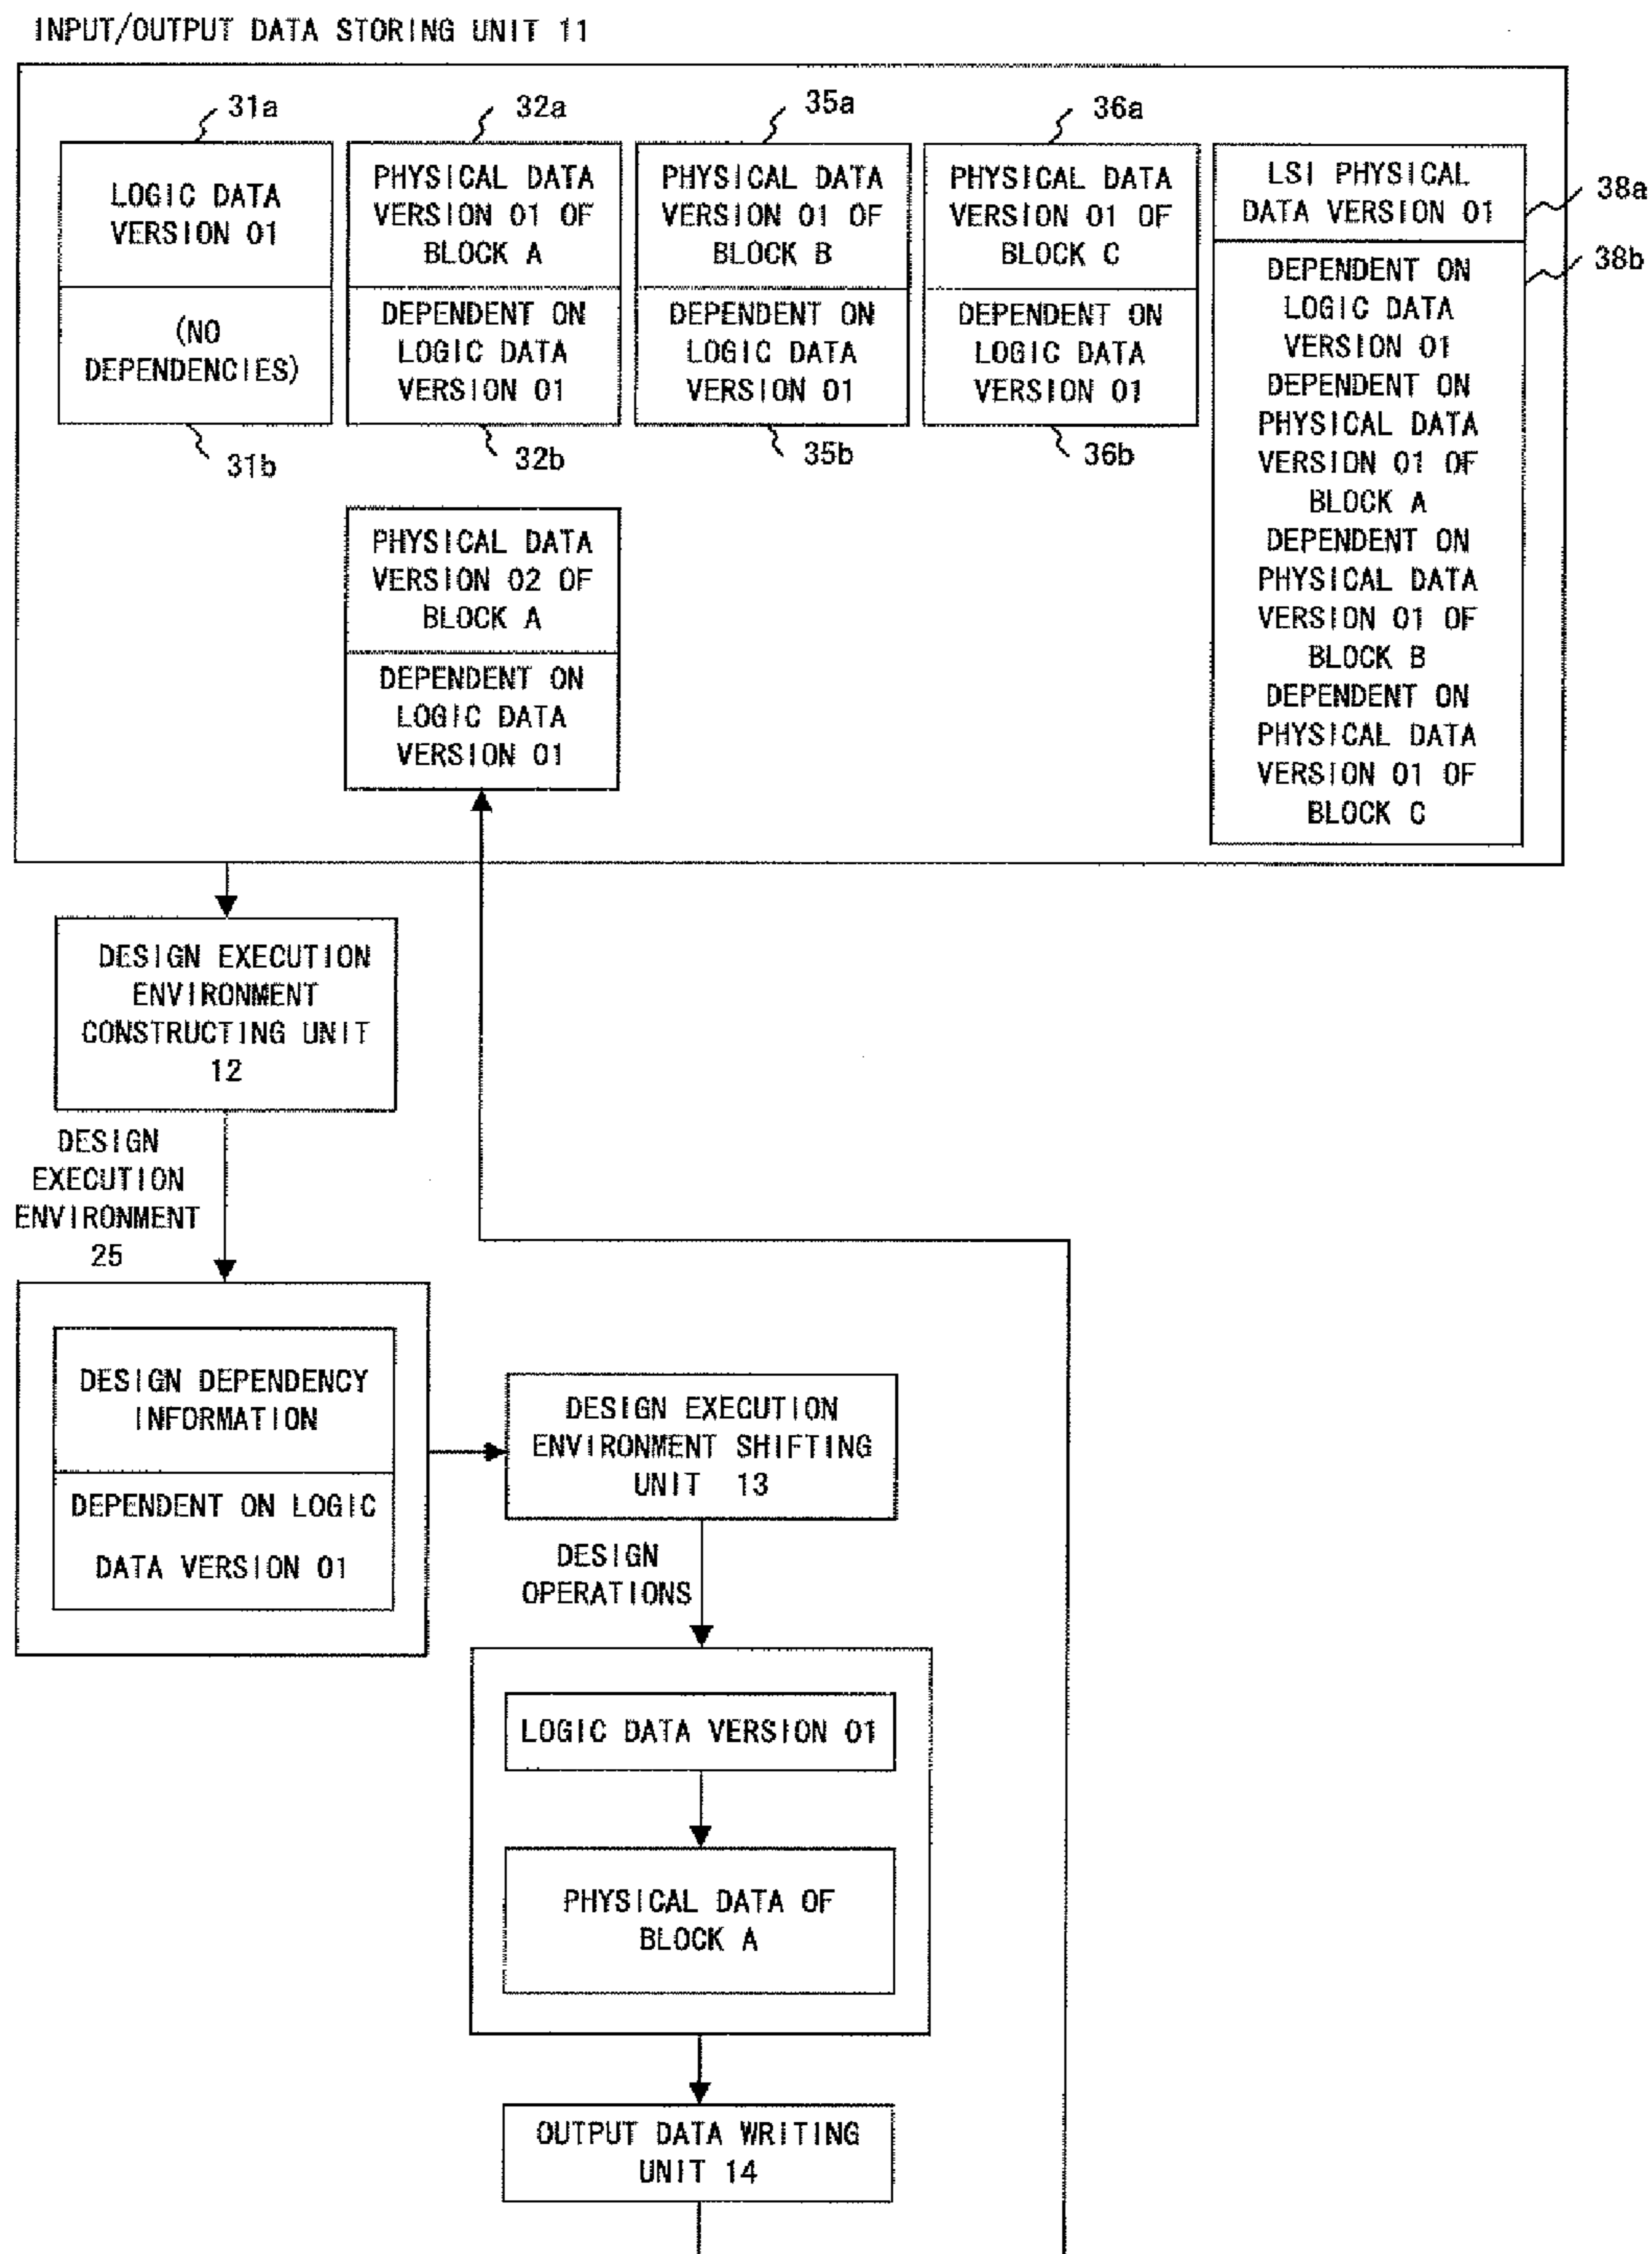 INPUT/OUTPUT DATA STORING UNIT 11
31a
32a
35a
36a
LOGIC DATA
VERSION 01
(NO
DEPENDENCIES)
31b
PHYSICAL DATA
VERSION 01 OF
BLOCK A
DEPENDENT ON
LOGIC DATA
VERSION 01
32b
PHYSICAL DATA
VERSION 01 OF
BLOCK B
DEPENDENT ON
LOGIC DATA
VERSION 01
35b
PHYSICAL DATA
VERSION 01 OF
BLOCK C
DEPENDENT ON
LOGIC DATA
VERSION 01
36b
LSI PHYSICAL
DATA VERSION 01
38a
38b
DEPENDENT ON
LOGIC DATA
VERSION 01
DEPENDENT ON
PHYSICAL DATA
VERSION 01 OF
BLOCK A
DEPENDENT ON
PHYSICAL DATA
VERSION 01 OF
BLOCK B
DEPENDENT ON
PHYSICAL DATA
VERSION 01 OF
BLOCK C
PHYSICAL DATA
VERSION 02 OF
BLOCK A
DEPENDENT ON
LOGIC DATA
VERSION 01
DESIGN EXECUTION
ENVIRONMENT
CONSTRUCTING UNIT
12
DESIGN
EXECUTION
ENVIRONMENT
25
DESIGN DEPENDENCY
INFORMATION
DEPENDENT ON LOGIC
DATA VERSION 01
DESIGN EXECUTION
ENVIRONMENT SHIFTING
UNIT 13
DESIGN
OPERATIONS
LOGIC DATA VERSION 01
PHYSICAL DATA OF
BLOCK A
OUTPUT DATA WRITING
UNIT 14